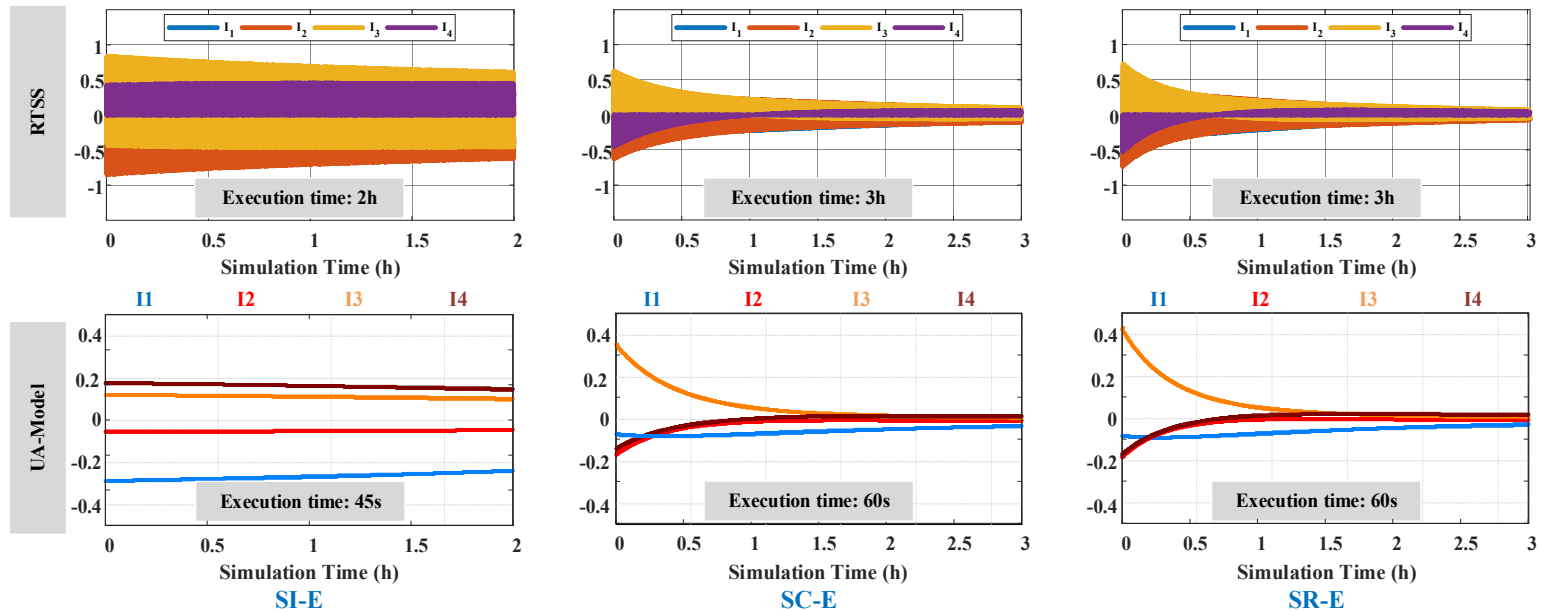 RTSS
I1 I2 I3 I4
1
0.5
0
-0.5
-1
Execution time: 2h
0 0.5 1 1.5 2
Simulation Time (h)
I1 I2 I3 I4
1
0.5
0
-0.5
-1
Execution time: 3h
0 0.5 1 1.5 2 2.5 3
Simulation Time (h)
I1 I2 I3 I4
1
0.5
0
-0.5
-1
Execution time: 3h
0 0.5 1 1.5 2 2.5 3
Simulation Time (h)
UA-Model
I1 I2 I3 I4
0.4
0.2
0
-0.2
-0.4
Execution time: 45s
0 0.5 1 1.5 2
Simulation Time (h)
SI-E
I1 I2 I3 I4
0.4
0.2
0
-0.2
-0.4
Execution time: 60s
0 0.5 1 1.5 2 2.5 3
Simulation Time (h)
SC-E
I1 I2 I3 I4
0.4
0.2
0
-0.2
-0.4
Execution time: 60s
0 0.5 1 1.5 2 2.5 3
Simulation Time (h)
SR-E